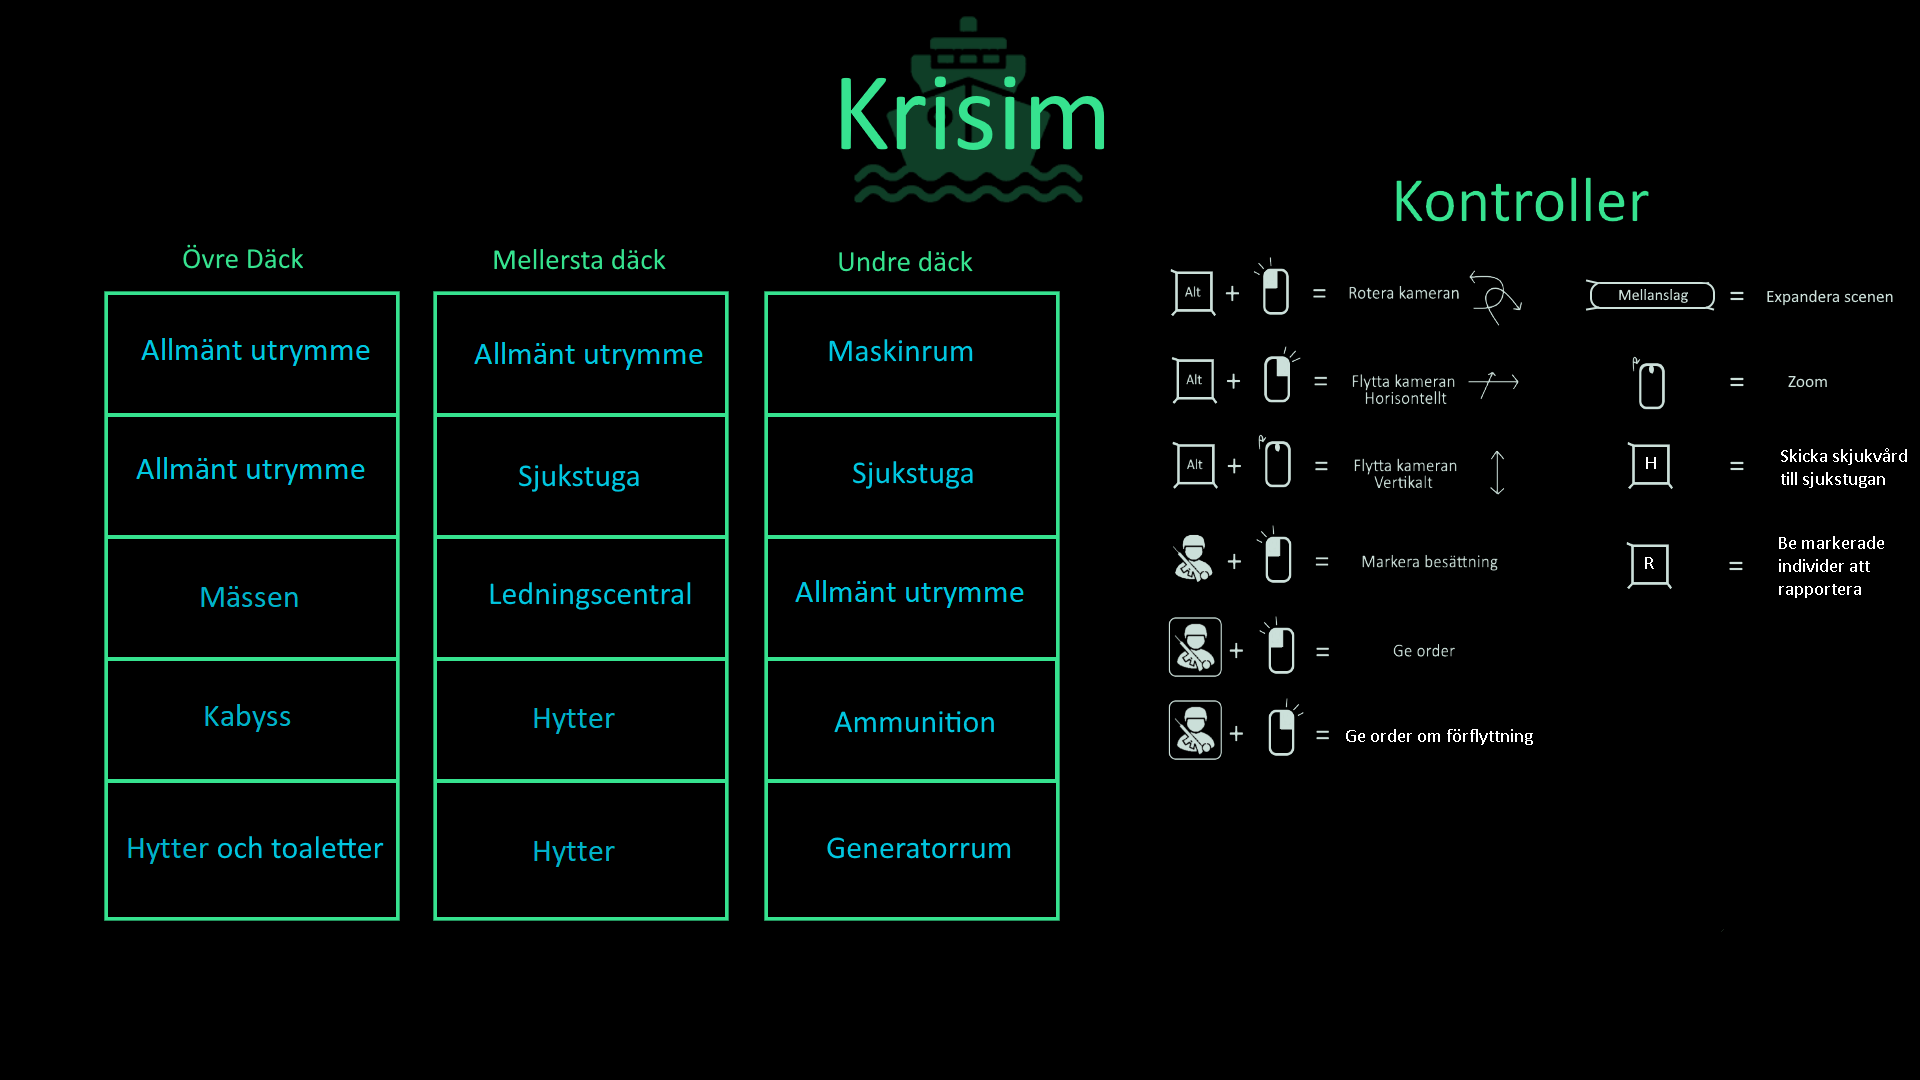 Krisim
Övre Däck
Allmänt utrymme
Allmänt utrymme
Mässen
Kabyss
Hytter och toaletter
Mellersta däck
Allmänt utrymme
Sjukstuga
Ledningscentral
Hytter
Hytter
Undre däck
Maskinrum
Sjukstuga
Allmänt utrymme
Ammunition
Generatorrum
Kontroller
Alt + = Rotera kameran
Alt + = Flytta kameran
Horisontellt
Alt + = Flytta kameran
Vertikalt
+ = Markera besättning
+ = Ge order
+ = Ge order om förflyttning
Mellanslag = Expandera scenen
= Zoom
H = Skicka skjukvård
till sjukstugan
R = Be markerade
individer att
rapportera